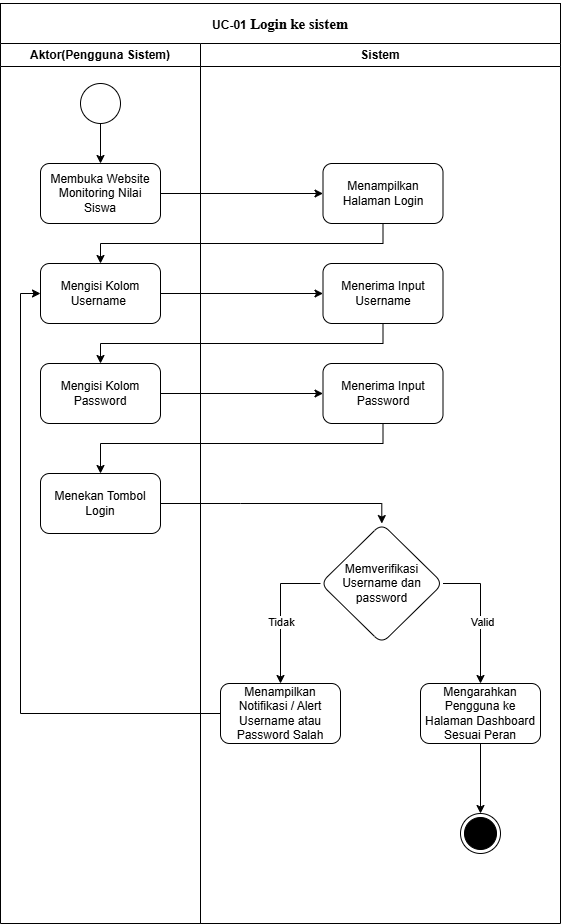 UC-01 Login ke sistem
Aktor(Pengguna Sistem)
Sistem
Membuka Website
Monitoring Nilai
Siswa
Menampilkan
Halaman Login
Mengisi Kolom
Username
Menerima Input
Username
Mengisi Kolom
Password
Menerima Input
Password
Menekan Tombol
Login
Memverifikasi
Username dan
password
Tidak
Valid
Menampilkan
Notifikasi / Alert
Username atau
Password Salah
Mengarahkan
Pengguna ke
Halaman Dashboard
Sesuai Peran